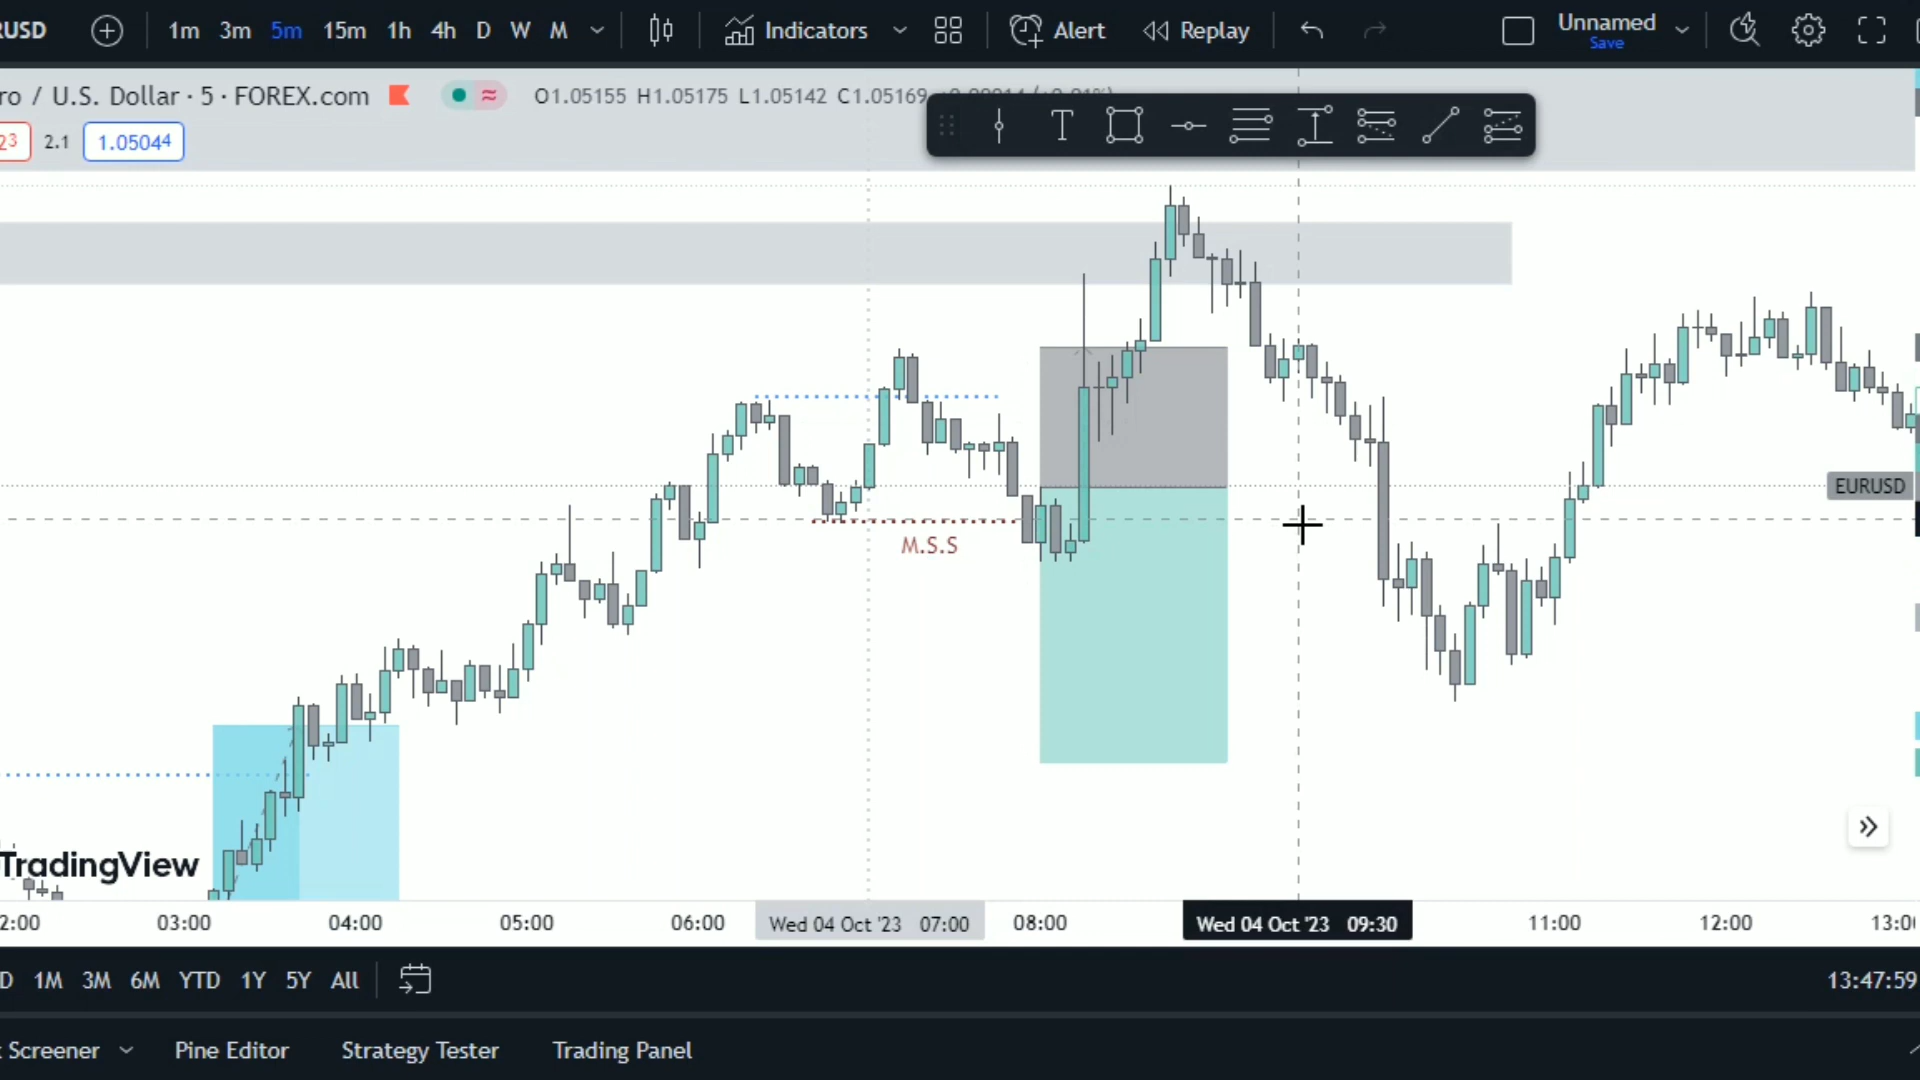 USD 1m 3m 5m 15m 1h 4h D W M Indicators Alert Replay Unnamed
Save
ro / U.S. Dollar · 5 · FOREX.com O1.05155 H1.05175 L1.05142 C1.05169
23 2.1 1.05044
EURUSD
M.S.S
TradingView
2:00 03:00 04:00 05:00 06:00 Wed 04 Oct '23 07:00 08:00 Wed 04 Oct '23 09:30 11:00 12:00 13:0
D 1M 3M 6M YTD 1Y 5Y All 13:47:59
Screener Pine Editor Strategy Tester Trading Panel